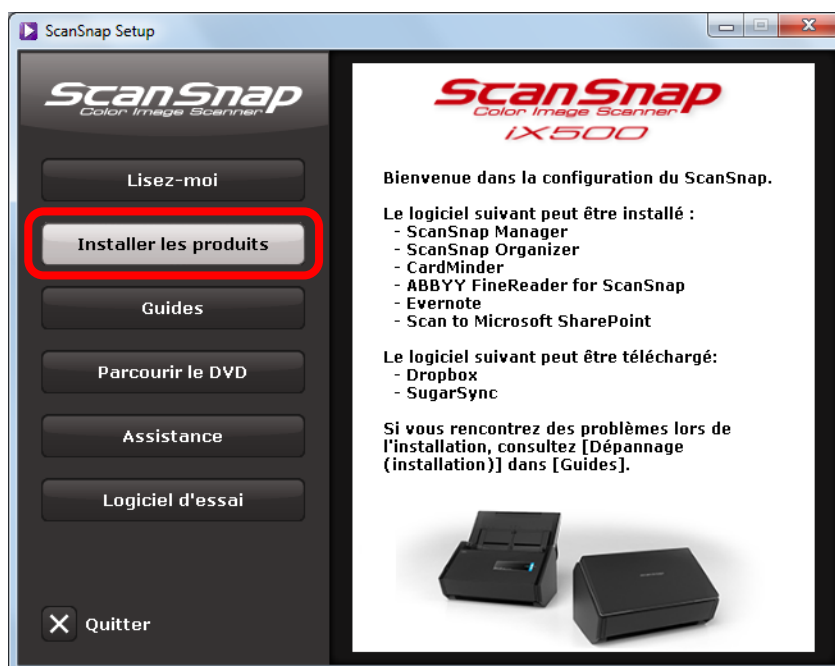 ScanSnap Setup
ScanSnap
Color Image Scanner
Lisez-moi
Installer les produits
Guides
Parcourir le DVD
Assistance
Logiciel d'essai
Quitter
ScanSnap
Color Image Scanner
iX500
Bienvenue dans la configuration du ScanSnap.
Le logiciel suivant peut être installé :
- ScanSnap Manager
- ScanSnap Organizer
- CardMinder
- ABBYY FineReader for ScanSnap
- Evernote
- Scan to Microsoft SharePoint
Le logiciel suivant peut être téléchargé:
- Dropbox
- SugarSync
Si vous rencontrez des problèmes lors de
l'installation, consultez [Dépannage
(installation)] dans [Guides].